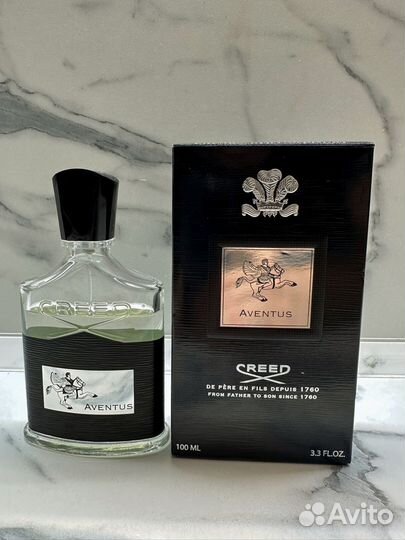 CREED
AVENTUS
AVENTUS
CREED
DE PÈRE EN FILS DEPUIS 1760
FROM FATHER TO SON SINCE 1760
100 ML
3.3 FL.OZ.
Avito